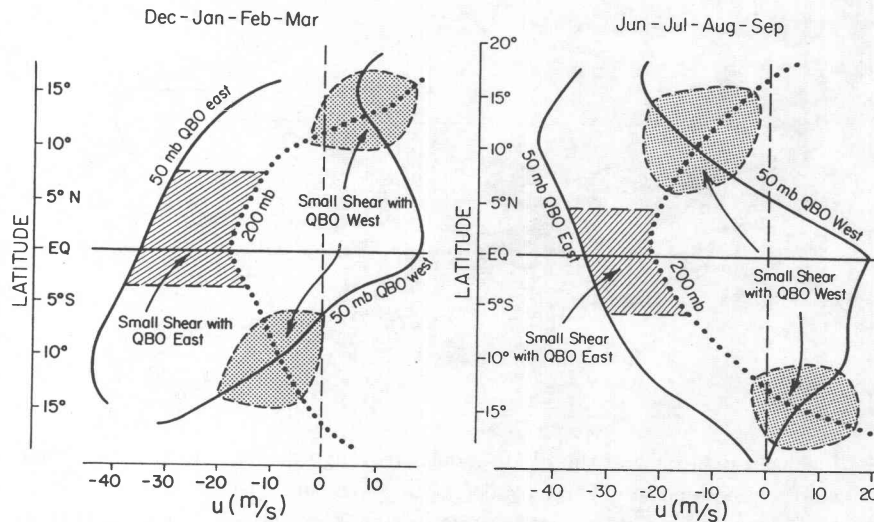 Dec-Jan-Feb-Mar
15°
10°
5° N
EQ
5°S
10°
15°
LATITUDE
50 mb QBO east
200 mb
Small Shear with
QBO West
50 mb QBO west
Small Shear with
QBO East
-40
-30
-20
-10
0
10
u (m/s)
Jun-Jul-Aug-Sep
20°
15°
10°
5°N
EQ
5°S
10°
15°
LATITUDE
50 mb QBO East
50 mb QBO West
200 mb
Small Shear
with QBO West
Small Shear
with QBO East
-40
-30
-20
-10
0
10
20
u (m/s)